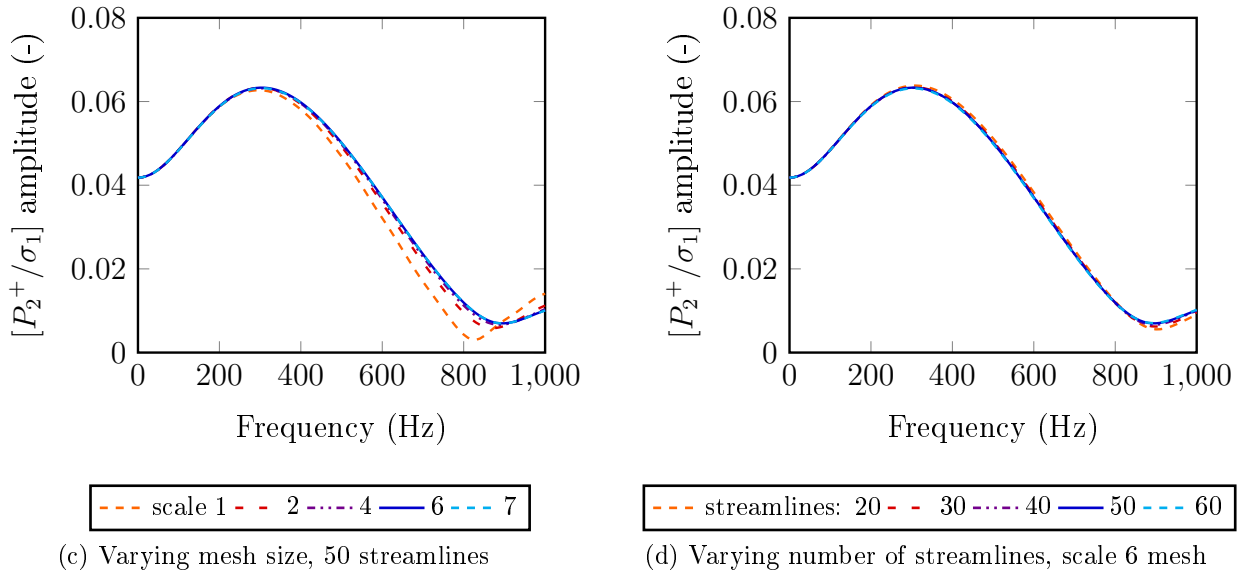 0.08
0.06
0.04
0.02
0
[P₂⁺/σ₁] amplitude (-)
0 200 400 600 800 1,000
Frequency (Hz)
scale 1 2 4 6 7
(c) Varying mesh size, 50 streamlines
0.08
0.06
0.04
0.02
0
[P₂⁺/σ₁] amplitude (-)
0 200 400 600 800 1,000
Frequency (Hz)
streamlines: 20 30 40 50 60
(d) Varying number of streamlines, scale 6 mesh